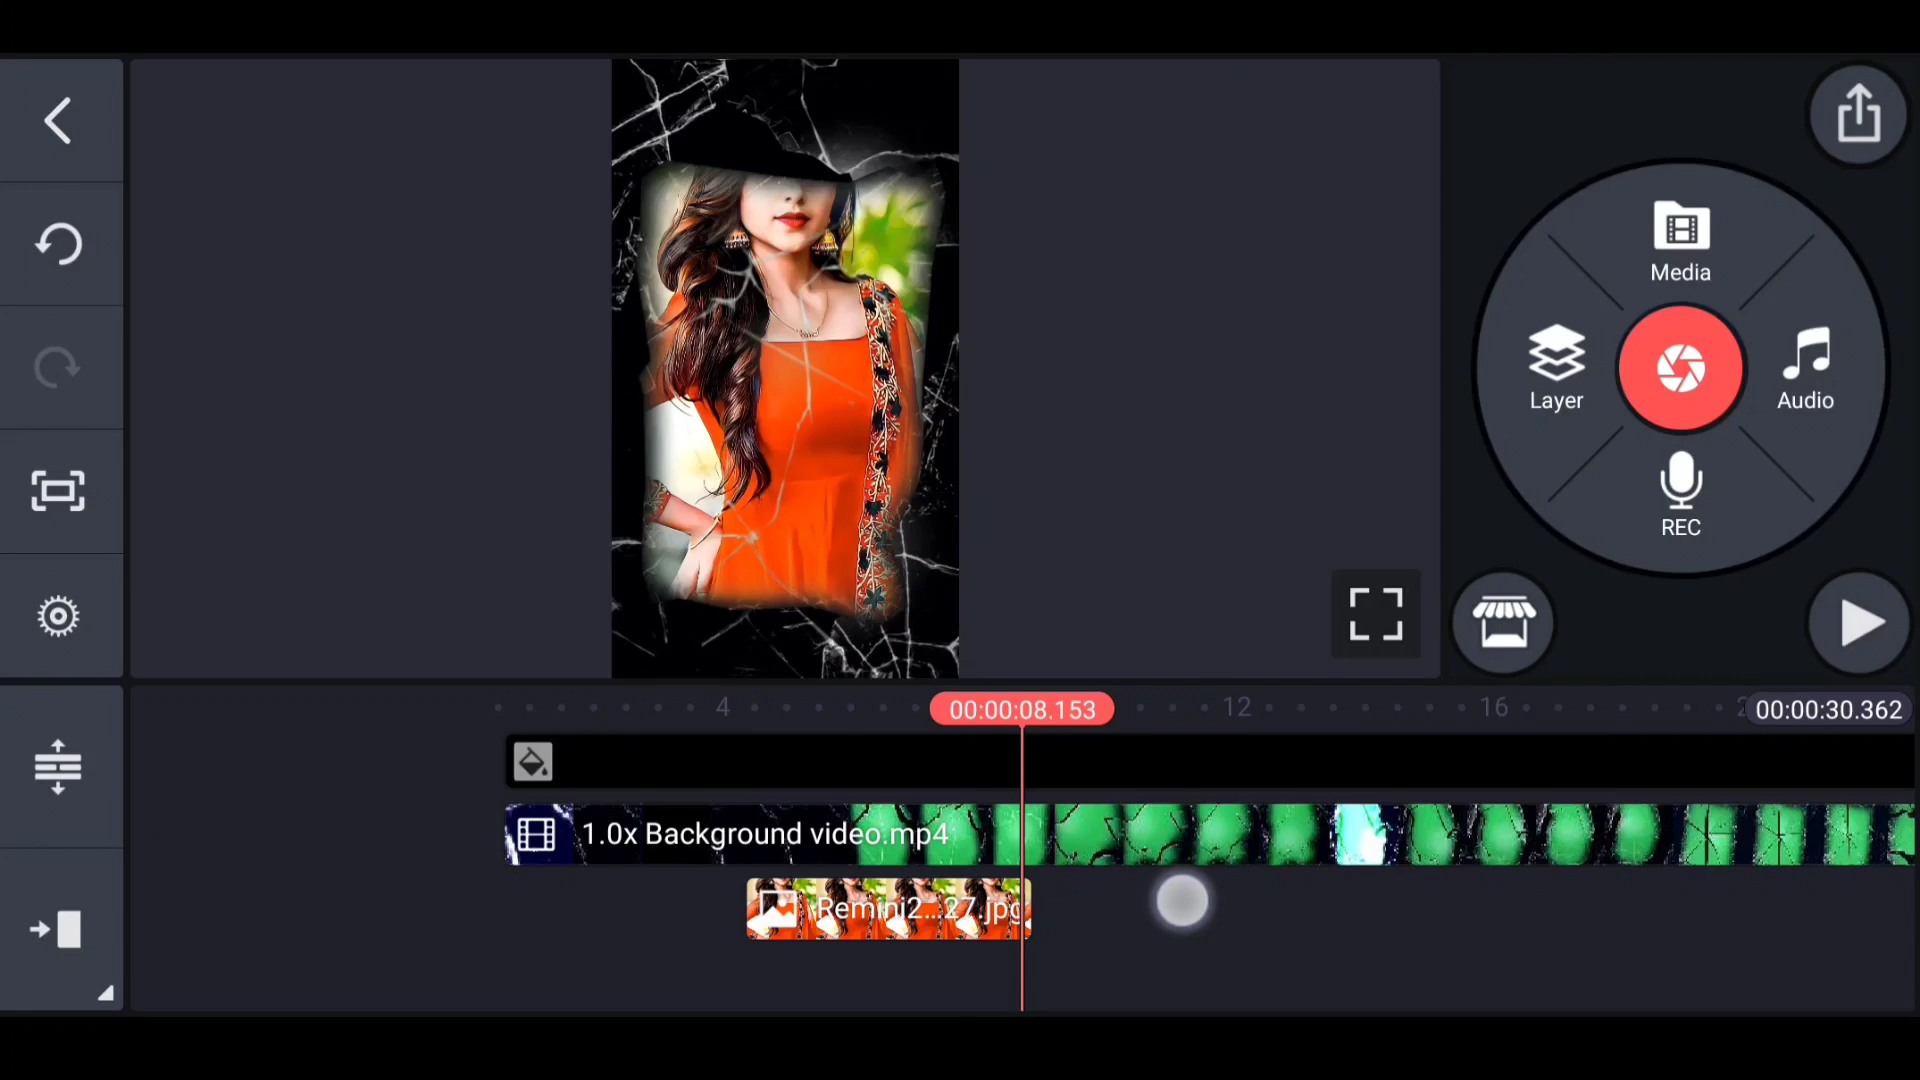 Media
Layer
Audio
REC
4
00:00:08.153
12
16
00:00:30.362
1.0x Background video.mp4
Remini2...27.jpg